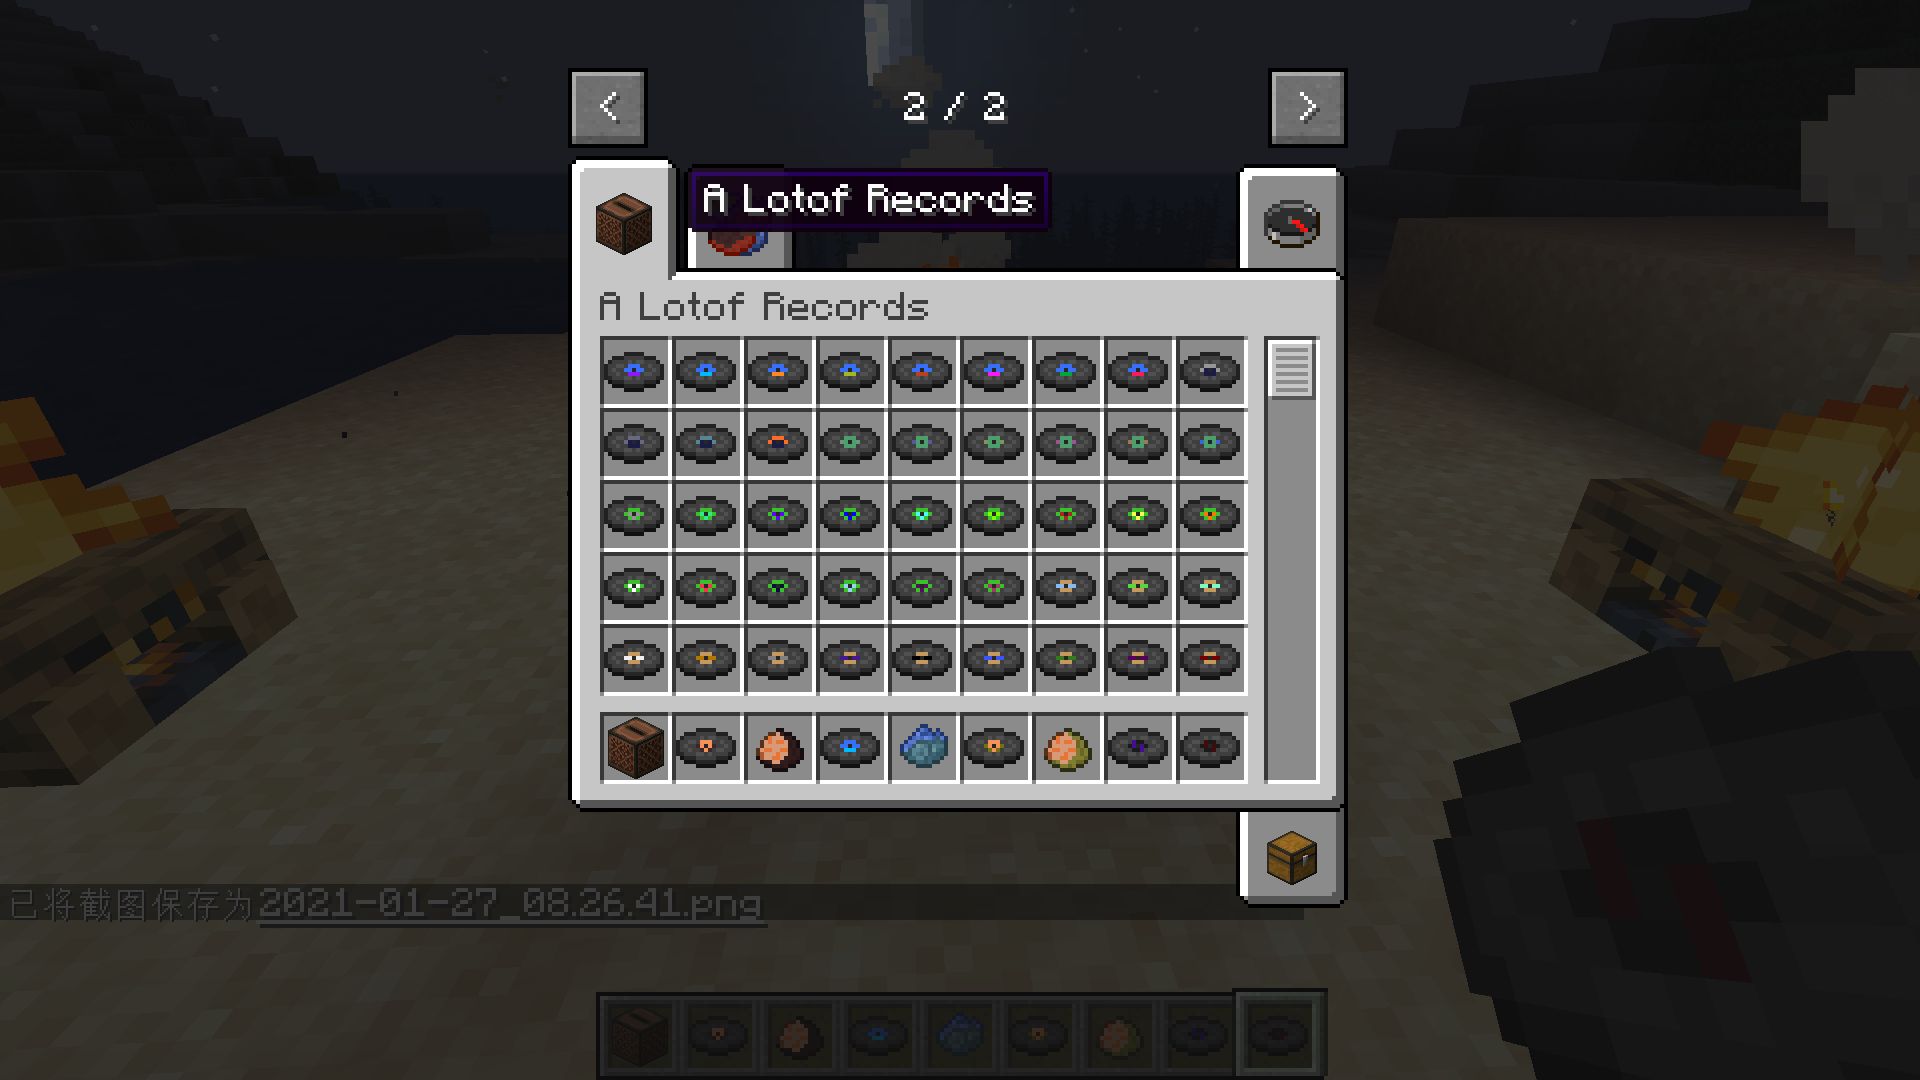 <
2 / 2
>
A Lotof Records
A Lotof Records
已将截图保存为2021-01-27_08.26.41.png